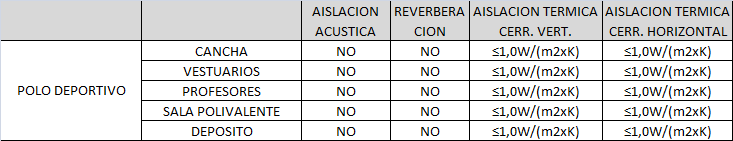 AISLACION ACUSTICA REVERBERA CION AISLACION TERMICA CERR. VERT. AISLACION TERMICA CERR. HORIZONTAL
POLO DEPORTIVO
CANCHA NO NO ≤1,0W/(m2xK) ≤1,0W/(m2xK)
VESTUARIOS NO NO ≤1,0W/(m2xK) ≤1,0W/(m2xK)
PROFESORES NO NO ≤1,0W/(m2xK) ≤1,0W/(m2xK)
SALA POLIVALENTE NO NO ≤1,0W/(m2xK) ≤1,0W/(m2xK)
DEPOSITO NO NO ≤1,0W/(m2xK) ≤1,0W/(m2xK)